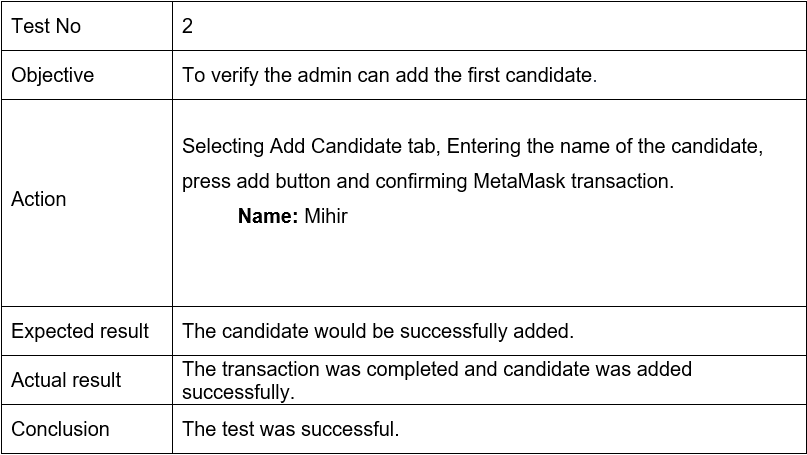 Test No 2
Objective To verify the admin can add the first candidate.
Selecting Add Candidate tab, Entering the name of the candidate,
press add button and confirming MetaMask transaction.
Action
Name: Mihir
Expected result The candidate would be successfully added.
Actual result The transaction was completed and candidate was added
successfully.
Conclusion The test was successful.